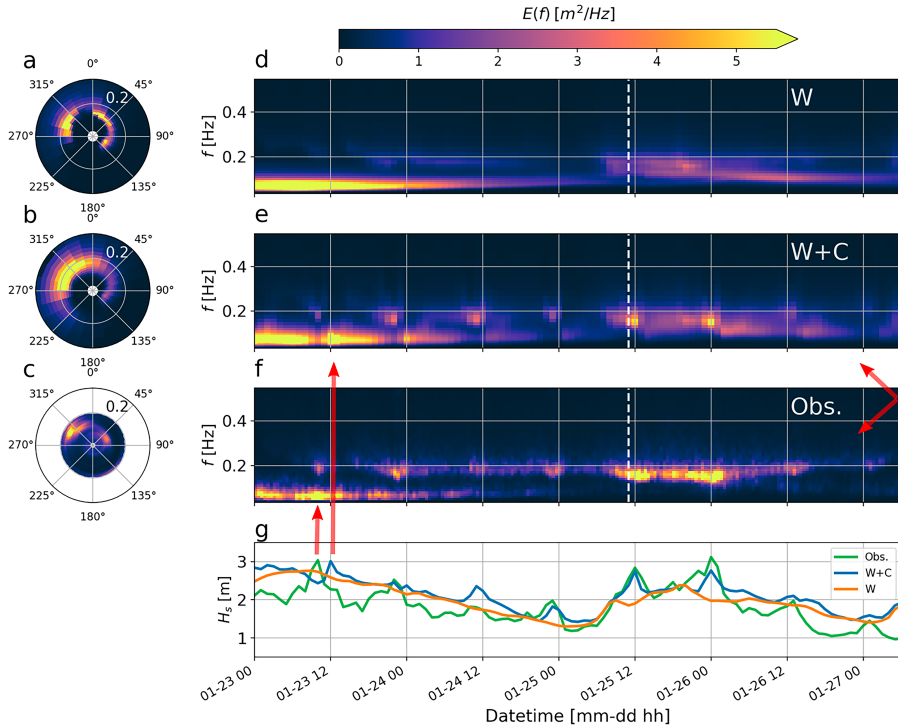 E(f) [m²/Hz]
0 1 2 3 4 5
a
0°
45°
90°
135°
180°
225°
270°
315°
0.2
b
0°
45°
90°
135°
180°
225°
270°
315°
0.2
c
0°
45°
90°
135°
180°
225°
270°
315°
0.2
d
W
f [Hz]
0.4
0.2
e
W+C
f [Hz]
0.4
0.2
f
Obs.
f [Hz]
0.4
0.2
g
Obs.
W+C
W
Hₛ [m]
3
2
1
01-23 00
01-23 12
01-24 00
01-24 12
01-25 00
01-25 12
01-26 00
01-26 12
01-27 00
Datetime [mm-dd hh]